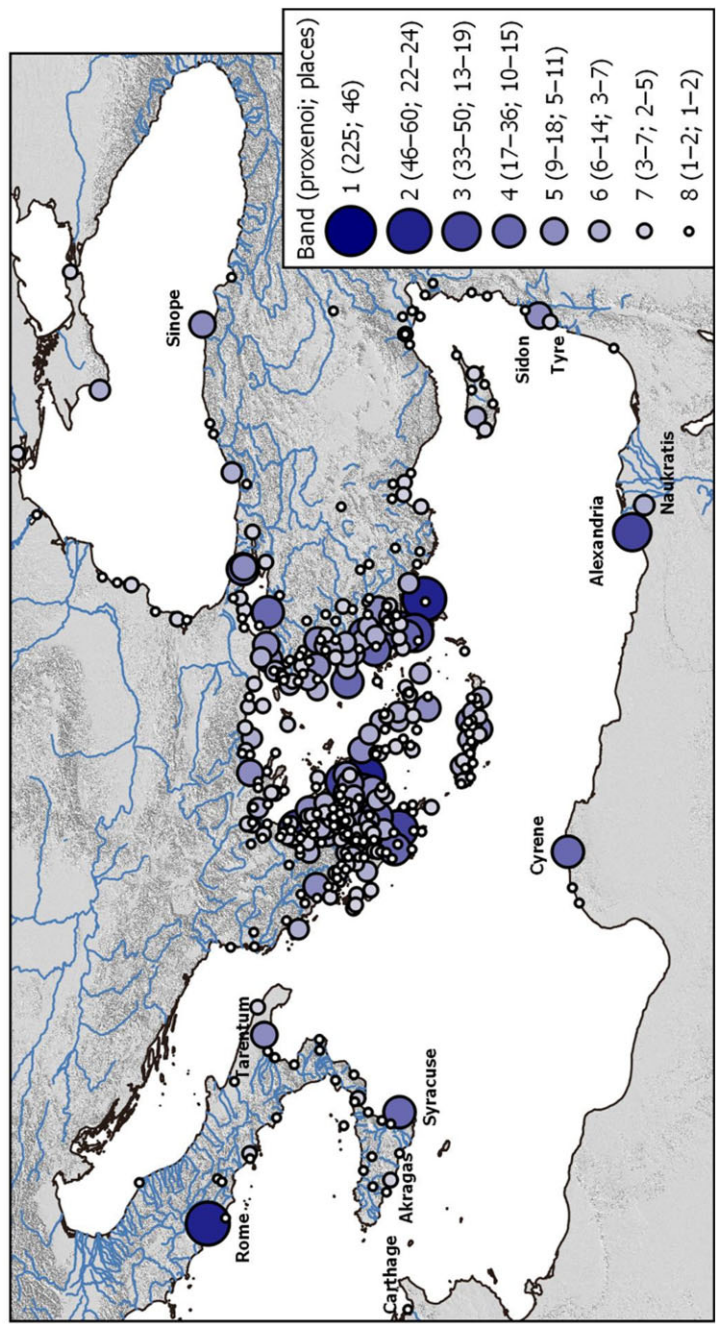 Band (proxenoi; places)
1 (225; 46)
2 (46–60; 22–24)
3 (33–50; 13–19)
4 (17–36; 10–15)
5 (9–18; 5–11)
6 (6–14; 3–7)
7 (3–7; 2–5)
8 (1–2; 1–2)
Sinope
Tarentum
Rome
Sidon
Tyre
Syracuse
Akragas
Carthage
Cyrene
Alexandria
Naukratis